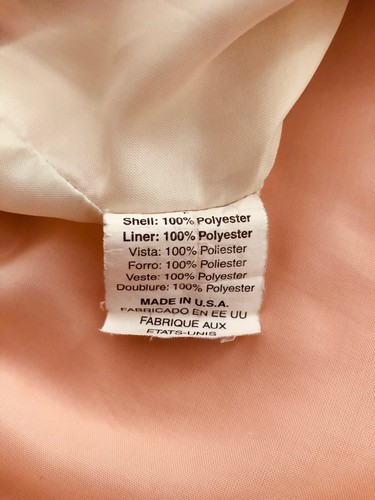 Shell: 100% Polyester
Liner: 100% Polyester
Vista: 100% Poliester
Forro: 100% Poliester
Veste: 100% Polyester
Doublure: 100% Polyester
MADE IN U.S.A.
FABRICADO EN EE UU
FABRIQUE AUX
ETATS-UNIS